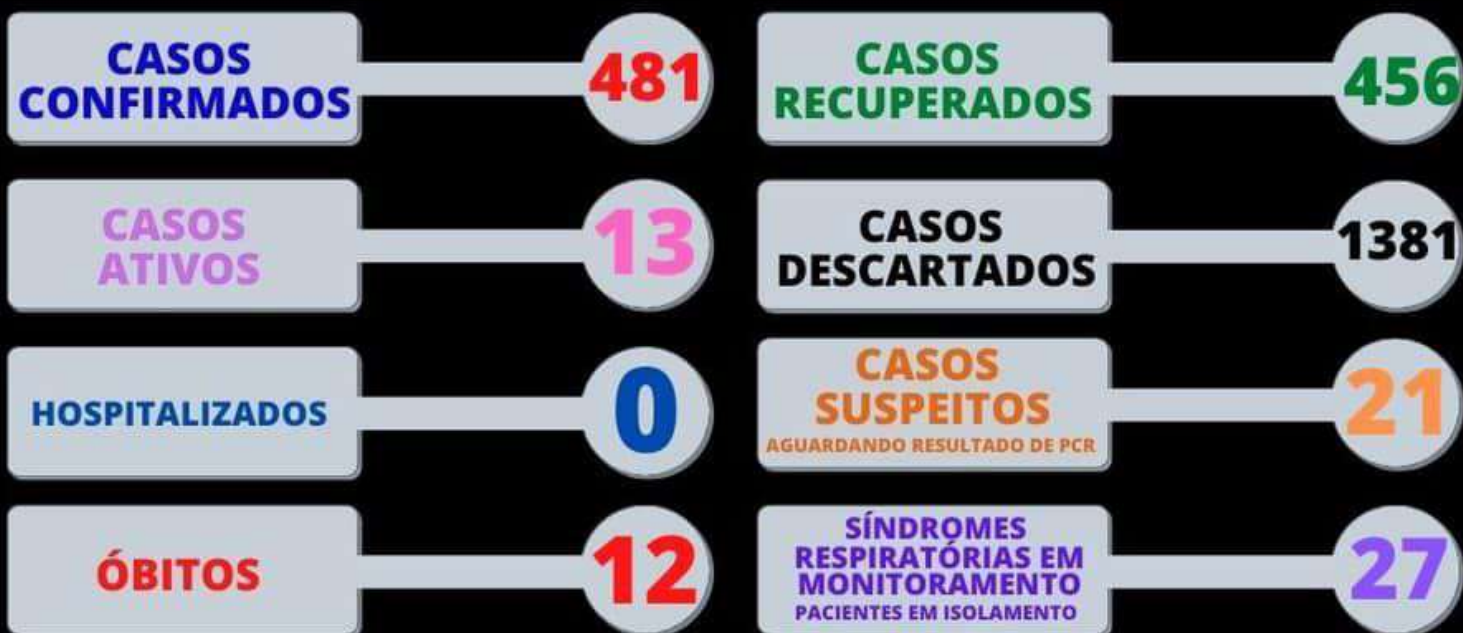 CASOS
CONFIRMADOS
481
CASOS
RECUPERADOS
456
CASOS
ATIVOS
13
CASOS
DESCARTADOS
1381
HOSPITALIZADOS
0
CASOS
SUSPEITOS
AGUARDANDO RESULTADO DE PCR
21
ÓBITOS
12
SÍNDROMES
RESPIRATÓRIAS EM
MONITORAMENTO
PACIENTES EM ISOLAMENTO
27